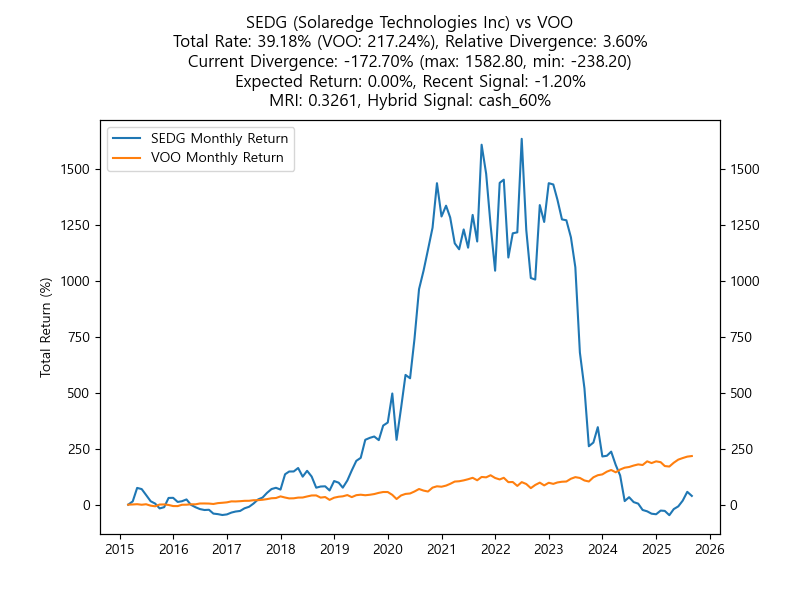 SEDG (Solaredge Technologies Inc) vs VOO
Total Rate: 39.18% (VOO: 217.24%), Relative Divergence: 3.60%
Current Divergence: -172.70% (max: 1582.80, min: -238.20)
Expected Return: 0.00%, Recent Signal: -1.20%
MRI: 0.3261, Hybrid Signal: cash_60%
SEDG Monthly Return
VOO Monthly Return
Total Return (%)
1500
1250
1000
750
500
250
0
1500
1250
1000
750
500
250
0
2015 2016 2017 2018 2019 2020 2021 2022 2023 2024 2025 2026